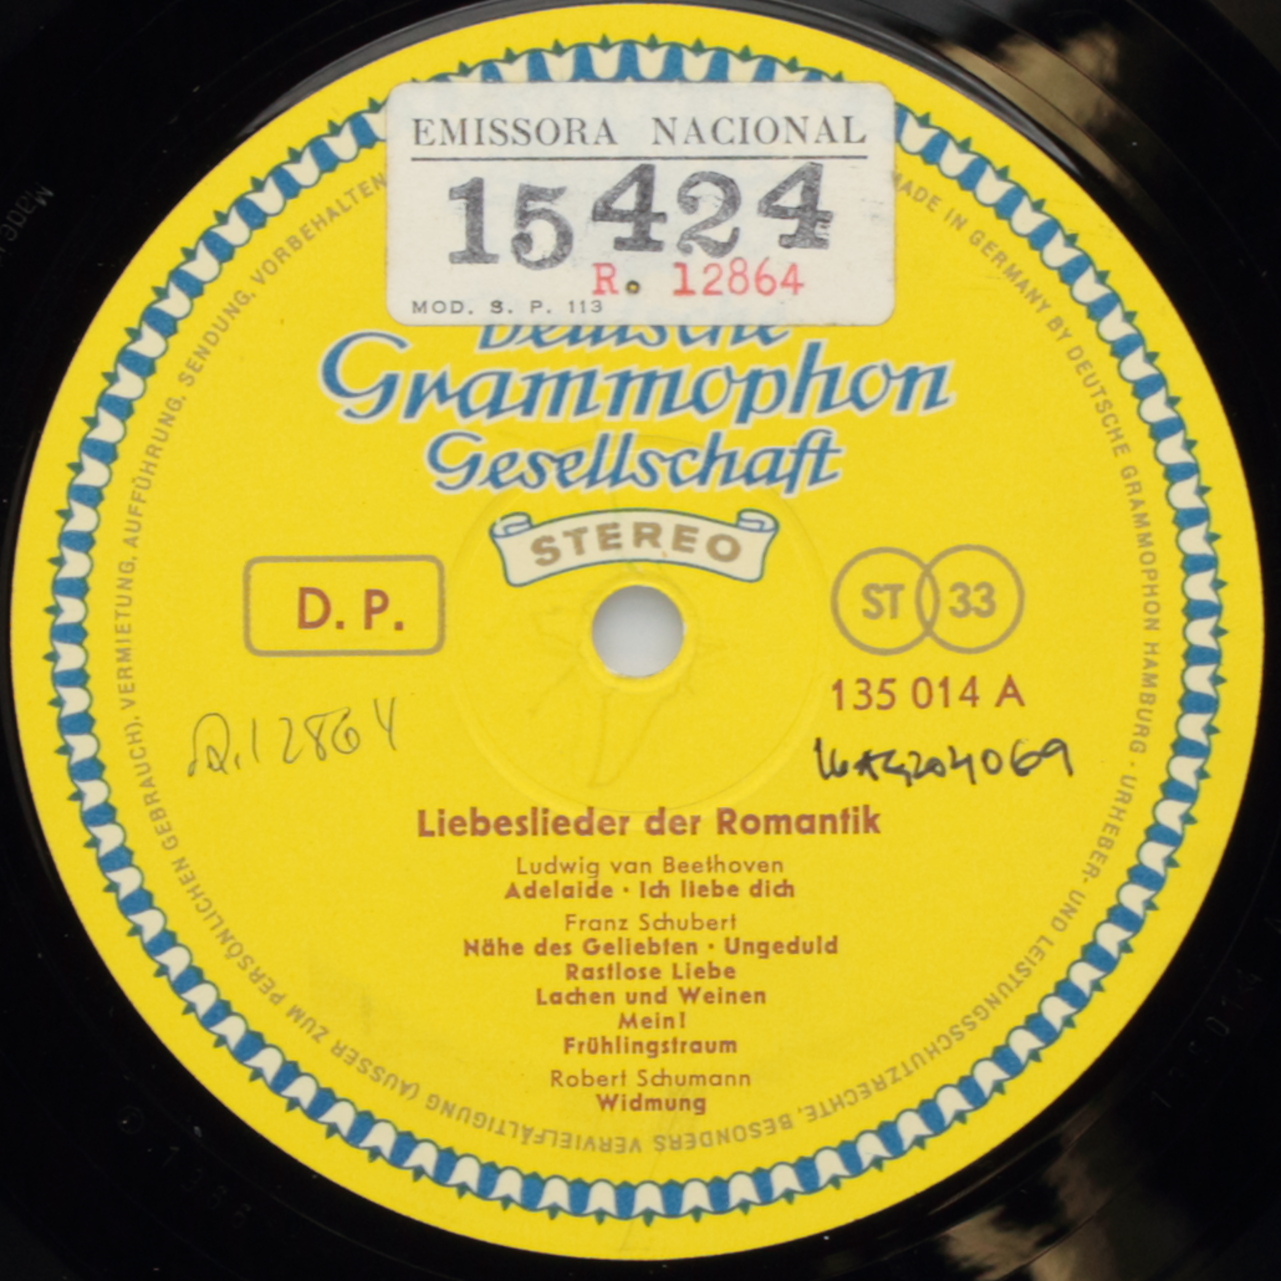 EMISSORA NACIONAL
15424
R. 12864
MOD. S. P. 113
Deutsche
Grammophon
Gesellschaft
STEREO
D. P.
ST 33
135 014 A
R.12864
Liebeslieder der Romantik
Ludwig van Beethoven
Adelaide · Ich liebe dich
Franz Schubert
Nähe des Geliebten · Ungeduld
Rastlose Liebe
Lachen und Weinen
Mein!
Frühlingstraum
Robert Schumann
Widmung
MADE IN GERMANY BY DEUTSCHE GRAMMOPHON HAMBURG · URHEBER- UND LEISTUNGSSCHUTZRECHTE, BESONDERS VERVIELFÄLTIGUNG (AUSSER ZUM PERSÖNLICHEN GEBRAUCH), VERMIETUNG, AUFFÜHRUNG, SENDUNG, VORBEHALTEN